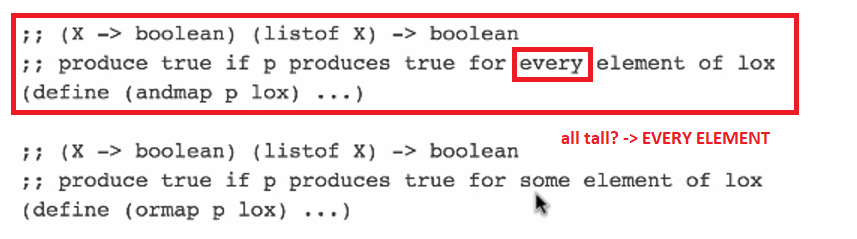 ;; (X -> boolean) (listof X) -> boolean
;; produce true if p produces true for every element of lox
(define (andmap p lox) ...)
all tall? -> EVERY ELEMENT
;; (X -> boolean) (listof X) -> boolean
;; produce true if p produces true for some element of lox
(define (ormap p lox) ...)